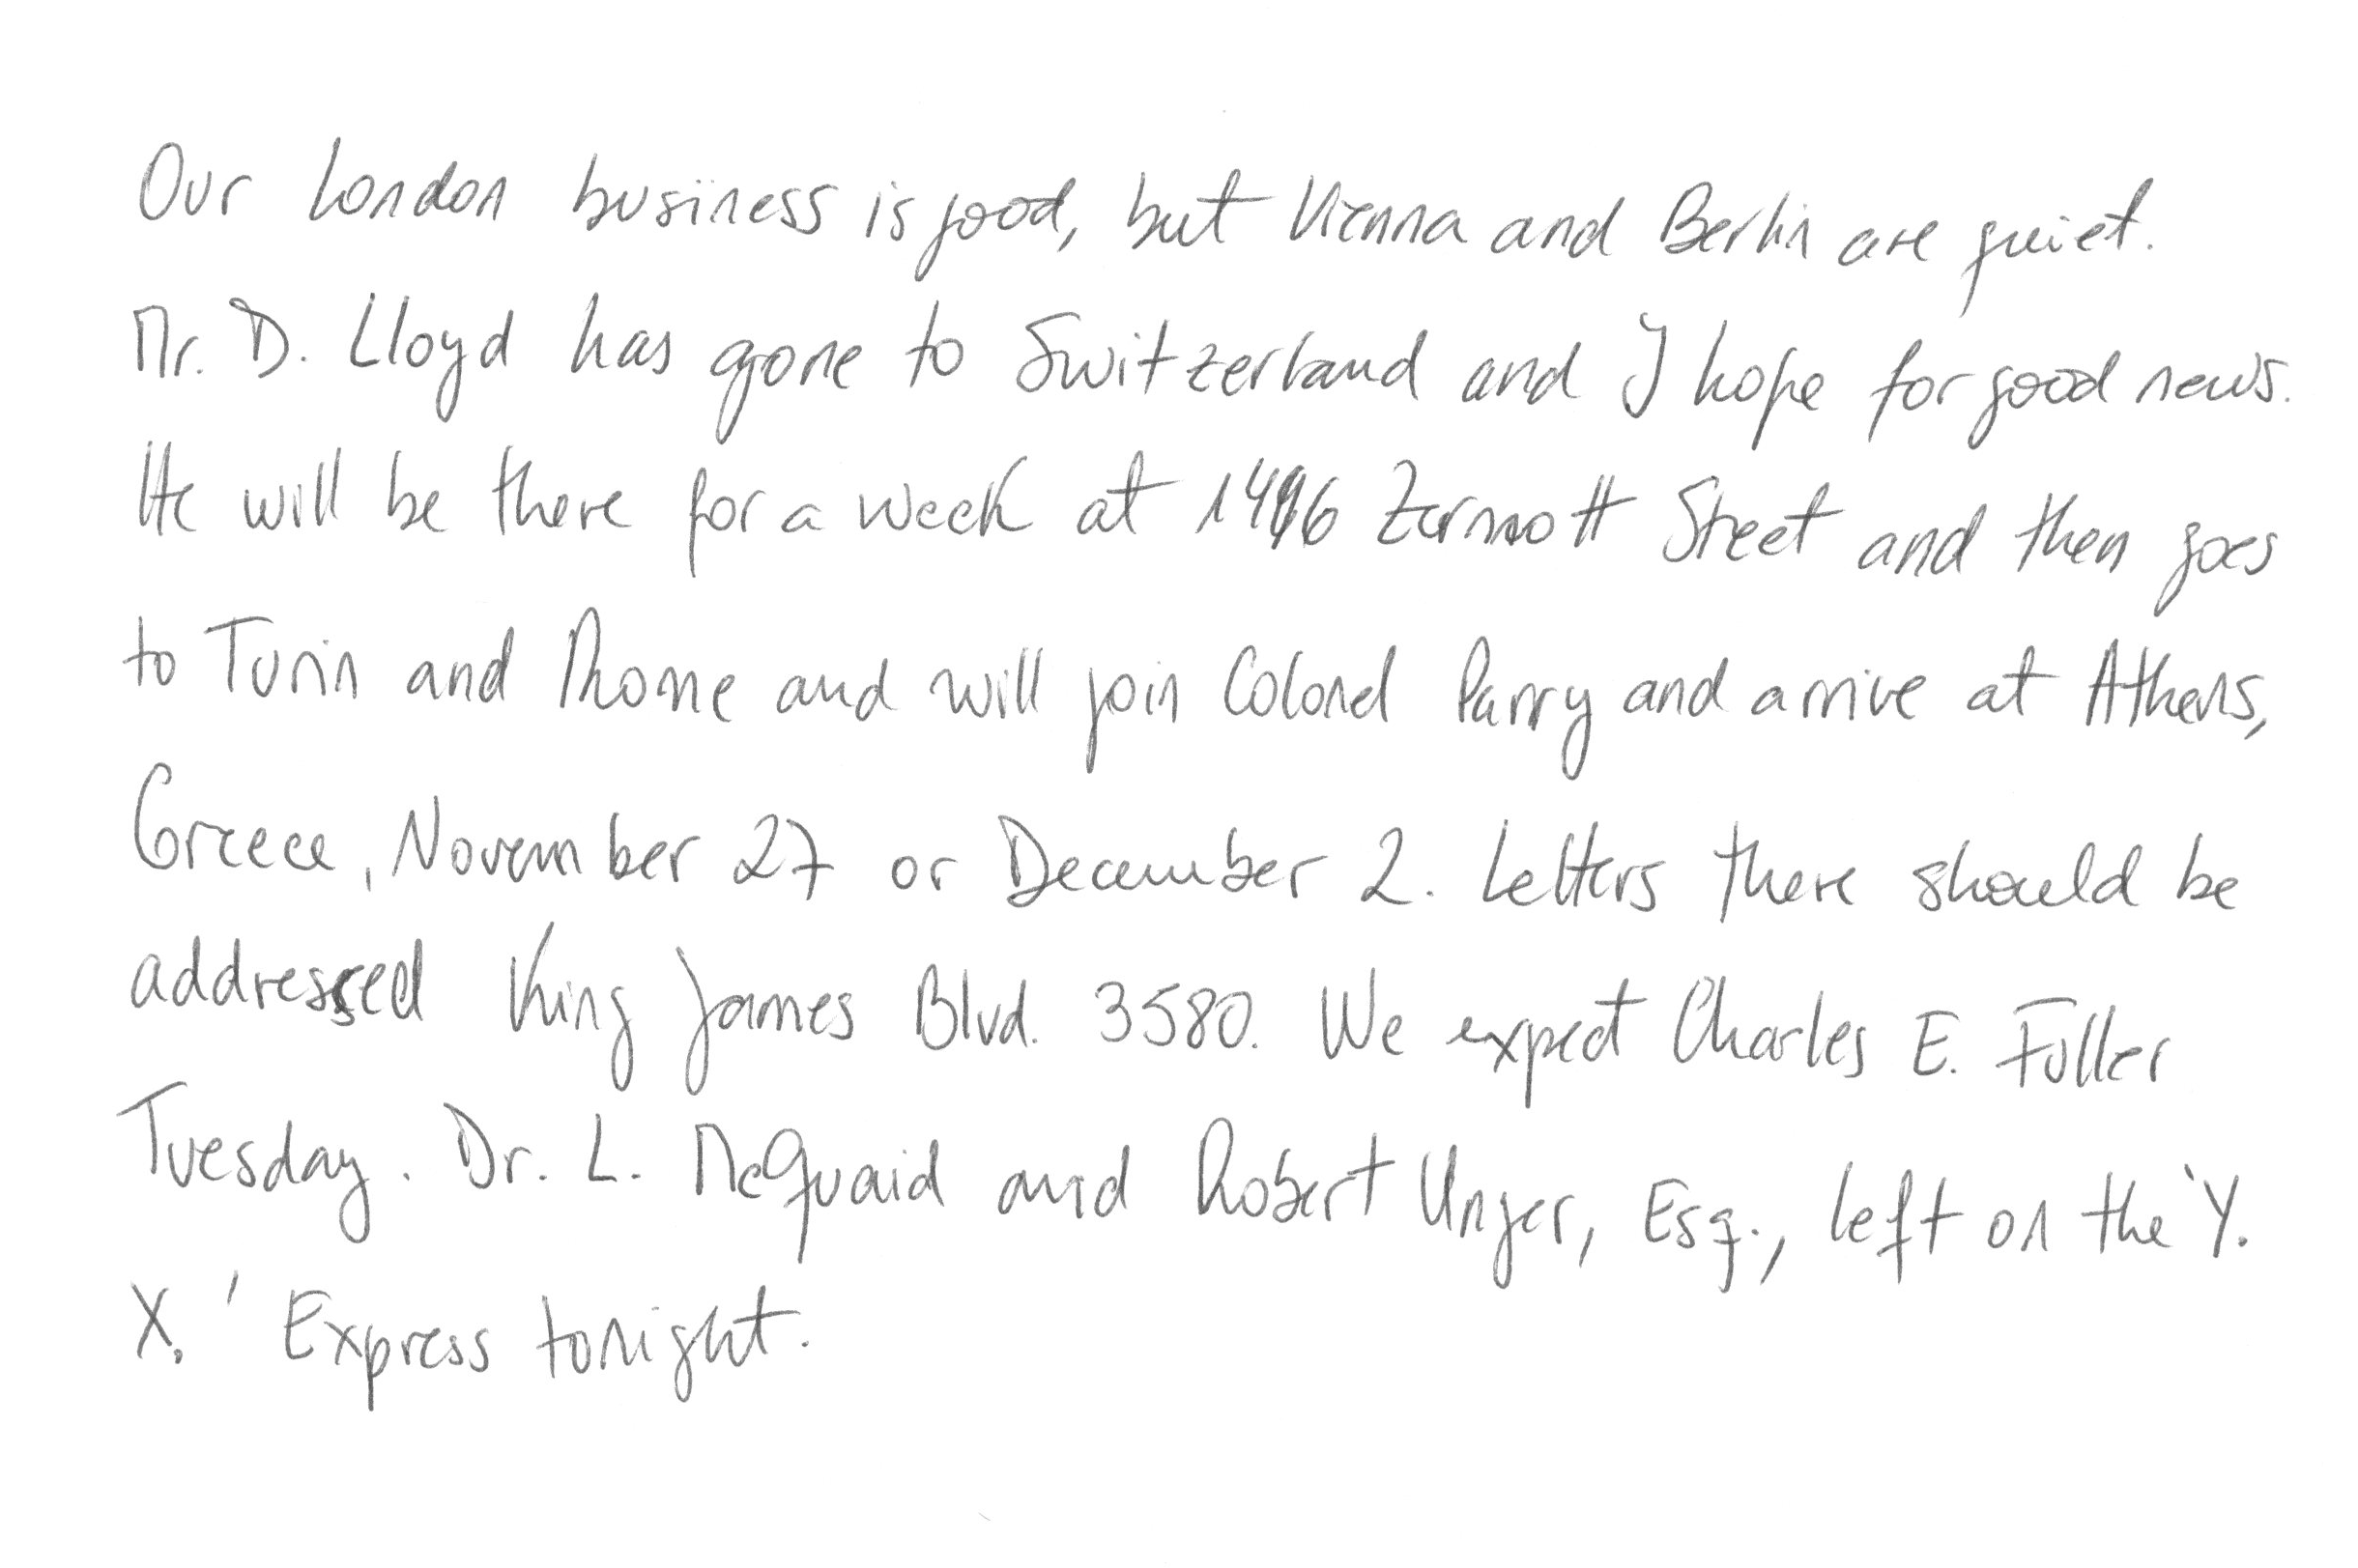 Our London business is good, but Vienna and Berlin are quiet.
Mr. D. Lloyd has gone to Switzerland and I hope for good news.
He will be there for a week at 1496 Zermott Street and then goes
to Turin and Rome and will join Colonel Parry and arrive at Athens,
Greece, November 27 or December 2. Letters there should be
addressed King James Blvd. 3580. We expect Charles E. Fuller
Tuesday. Dr. L. McQuaid and Robert Unger, Esq., left on the 'Y.
X.' Express tonight.